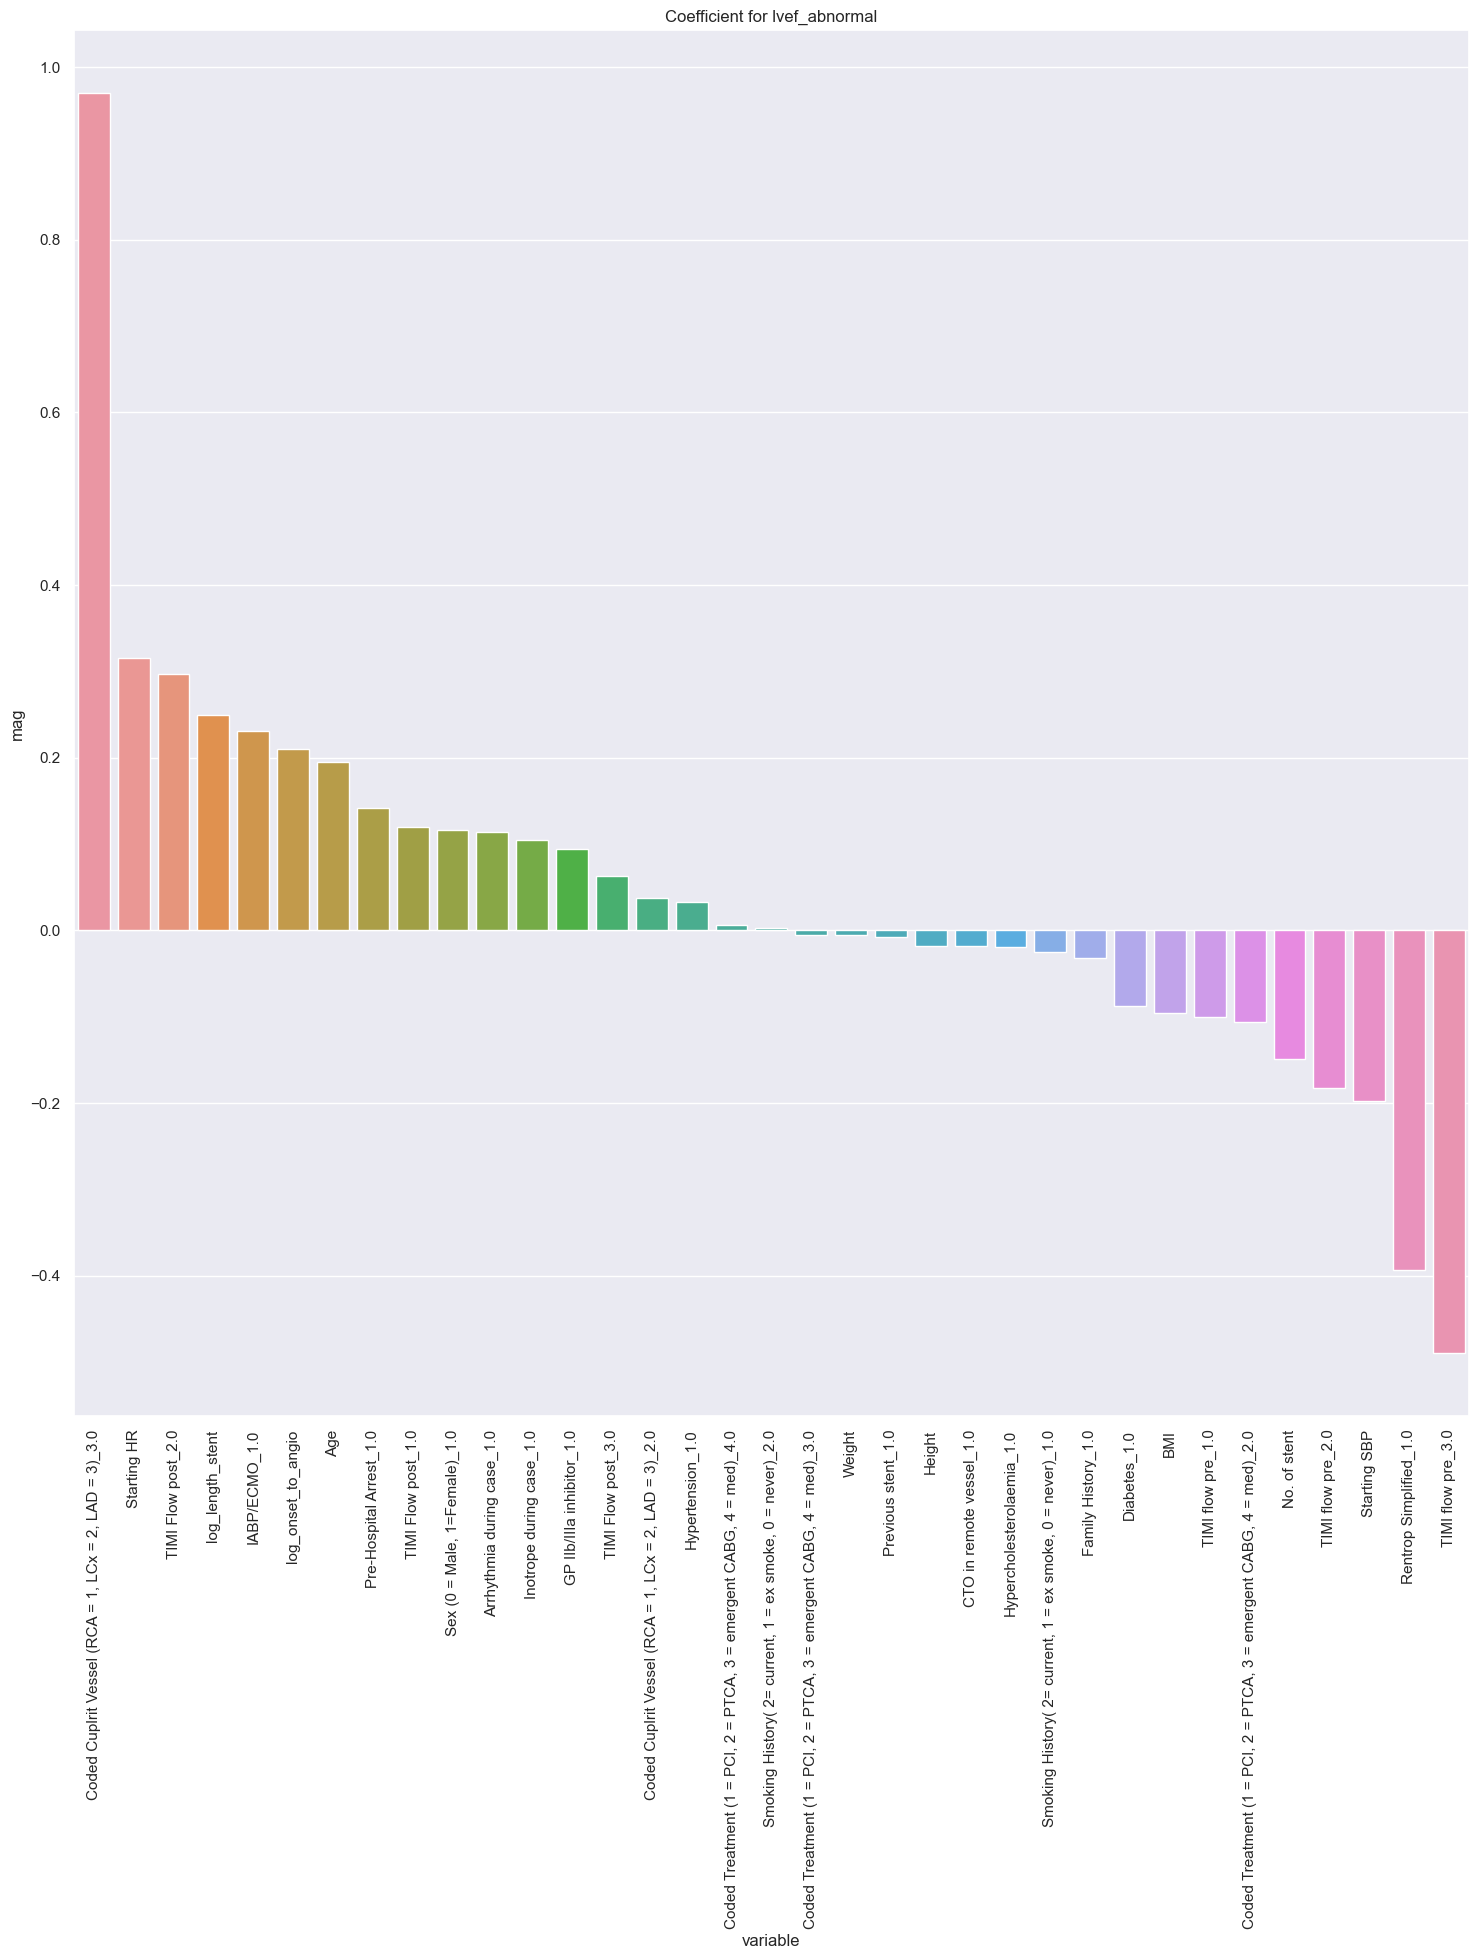 Coefficient for lvef_abnormal
1.0
0.8
0.6
0.4
0.2
0.0
−0.2
−0.4
mag
Coded Cuplrit Vessel (RCA = 1, LCx = 2, LAD = 3)_3.0
Starting HR
TIMI Flow post_2.0
log_length_stent
IABP/ECMO_1.0
log_onset_to_angio
Age
Pre-Hospital Arrest_1.0
TIMI Flow post_1.0
Sex (0 = Male, 1=Female)_1.0
Arrhythmia during case_1.0
Inotrope during case_1.0
GP IIb/IIIa inhibitor_1.0
TIMI Flow post_3.0
Coded Cuplrit Vessel (RCA = 1, LCx = 2, LAD = 3)_2.0
Hypertension_1.0
Coded Treatment (1 = PCI, 2 = PTCA, 3 = emergent CABG, 4 = med)_4.0
Smoking History( 2= current, 1 = ex smoke, 0 = never)_2.0
Coded Treatment (1 = PCI, 2 = PTCA, 3 = emergent CABG, 4 = med)_3.0
Weight
Previous stent_1.0
Height
CTO in remote vessel_1.0
Hypercholesterolaemia_1.0
Smoking History( 2= current, 1 = ex smoke, 0 = never)_1.0
Family History_1.0
Diabetes_1.0
BMI
TIMI flow pre_1.0
Coded Treatment (1 = PCI, 2 = PTCA, 3 = emergent CABG, 4 = med)_2.0
No. of stent
TIMI flow pre_2.0
Starting SBP
Rentrop Simplified_1.0
TIMI flow pre_3.0
variable